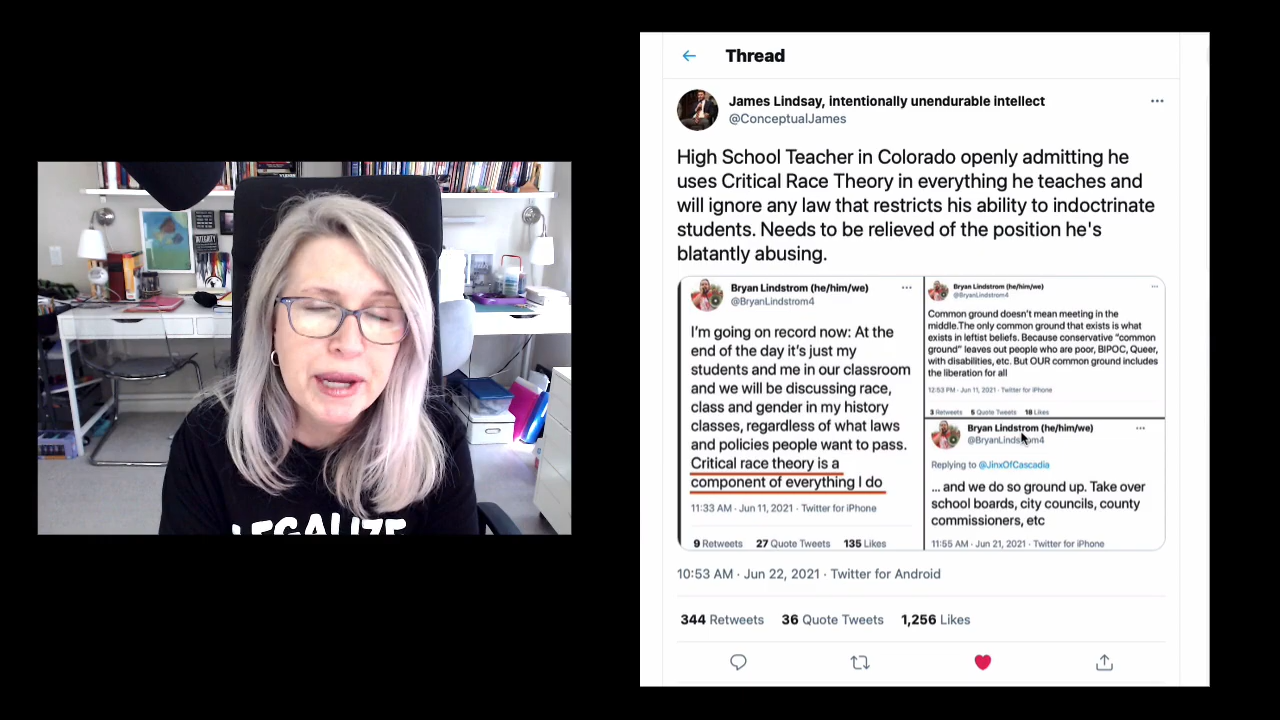 INTEGRITY
LEGALIZE
Thread
James Lindsay, intentionally unendurable intellect
@ConceptualJames
High School Teacher in Colorado openly admitting he
uses Critical Race Theory in everything he teaches and
will ignore any law that restricts his ability to indoctrinate
students. Needs to be relieved of the position he's
blatantly abusing.
Bryan Lindstrom (he/him/we)
@BryanLindstrom4
I'm going on record now: At the
end of the day it's just my
students and me in our classroom
and we will be discussing race,
class and gender in my history
classes, regardless of what laws
and policies people want to pass.
Critical race theory is a
component of everything I do
11:33 AM · Jun 11, 2021 · Twitter for iPhone
9 Retweets 27 Quote Tweets 135 Likes
Bryan Lindstrom (he/him/we)
@BryanLindstrom4
Common ground doesn't mean meeting in the
middle.The only common ground that exists is what
exists in leftist beliefs. Because conservative "common
ground" leaves out people who are poor, BIPOC, Queer,
with disabilities, etc. But OUR common ground includes
the liberation for all
12:53 PM · Jun 11, 2021 · Twitter for iPhone
3 Retweets 5 Quote Tweets 18 Likes
Bryan Lindstrom (he/him/we)
@BryanLindstrom4
Replying to @JinxOfCascadia
... and we do so ground up. Take over
school boards, city councils, county
commissioners, etc
11:55 AM · Jun 21, 2021 · Twitter for iPhone
10:53 AM · Jun 22, 2021 · Twitter for Android
344 Retweets 36 Quote Tweets 1,256 Likes